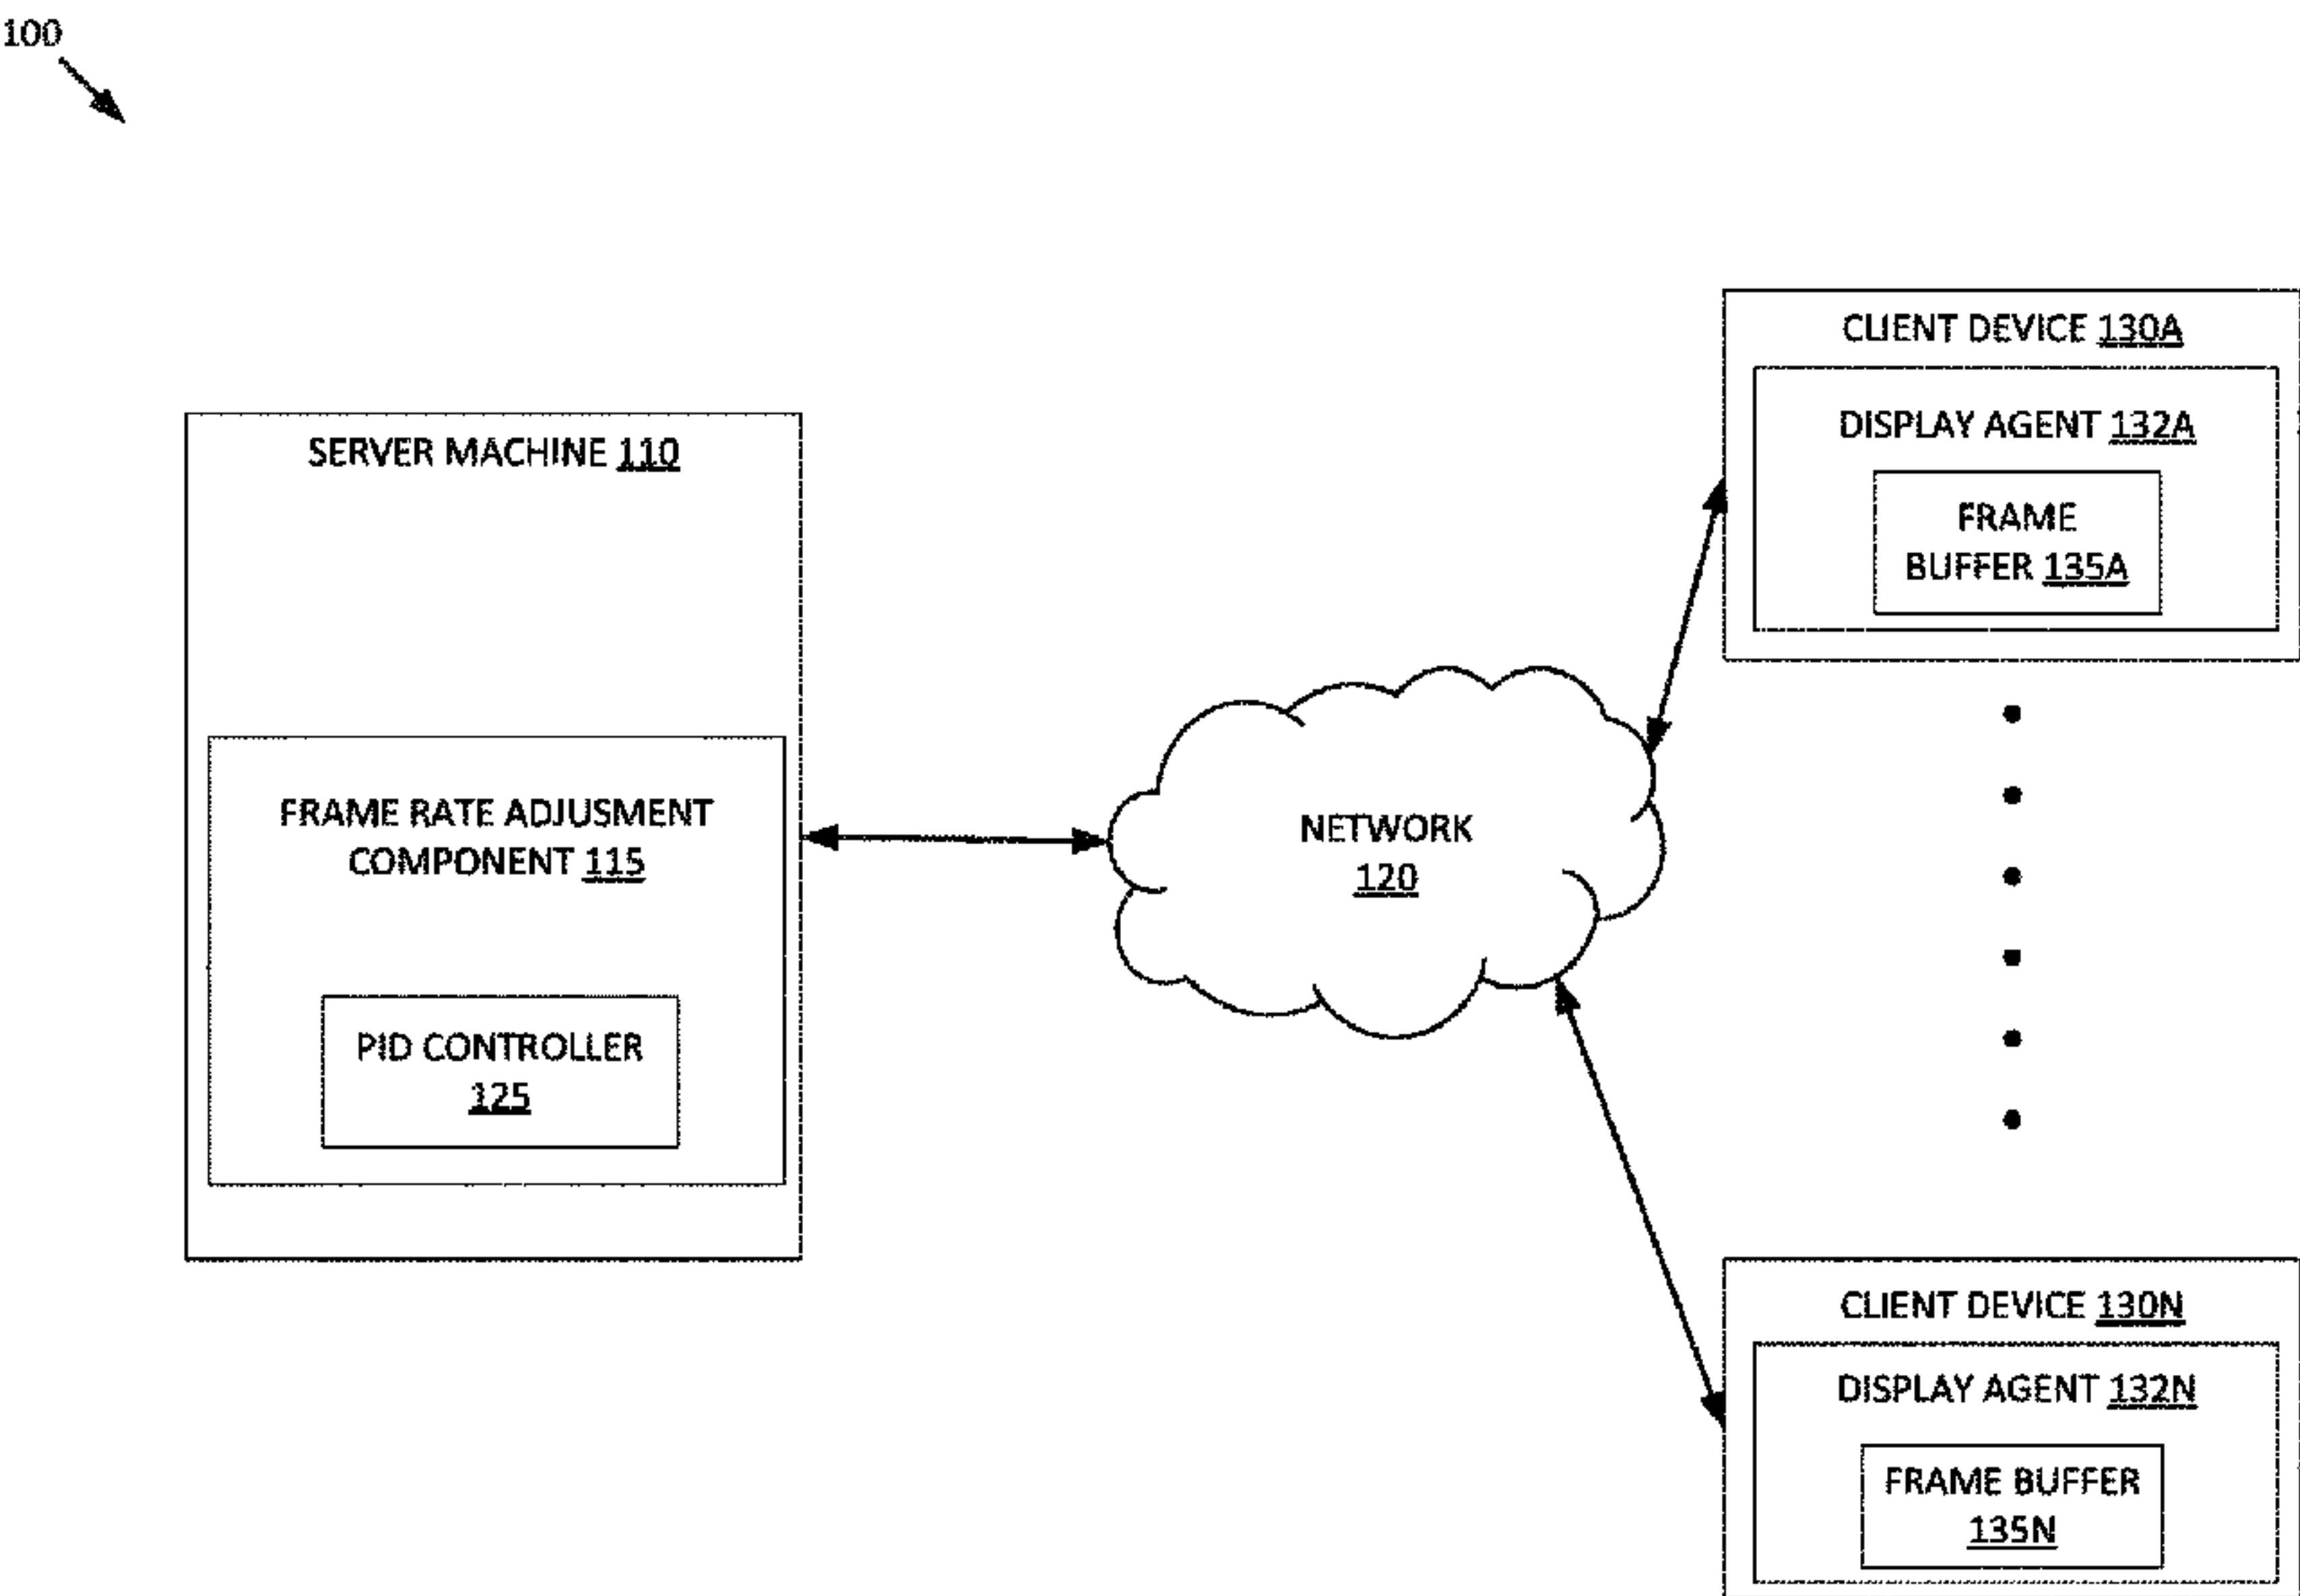 100
SERVER MACHINE 110
FRAME RATE ADJUSMENT
COMPONENT 115
PID CONTROLLER
125
NETWORK
120
CLIENT DEVICE 130A
DISPLAY AGENT 132A
FRAME
BUFFER 135A
CLIENT DEVICE 130N
DISPLAY AGENT 132N
FRAME BUFFER
135N